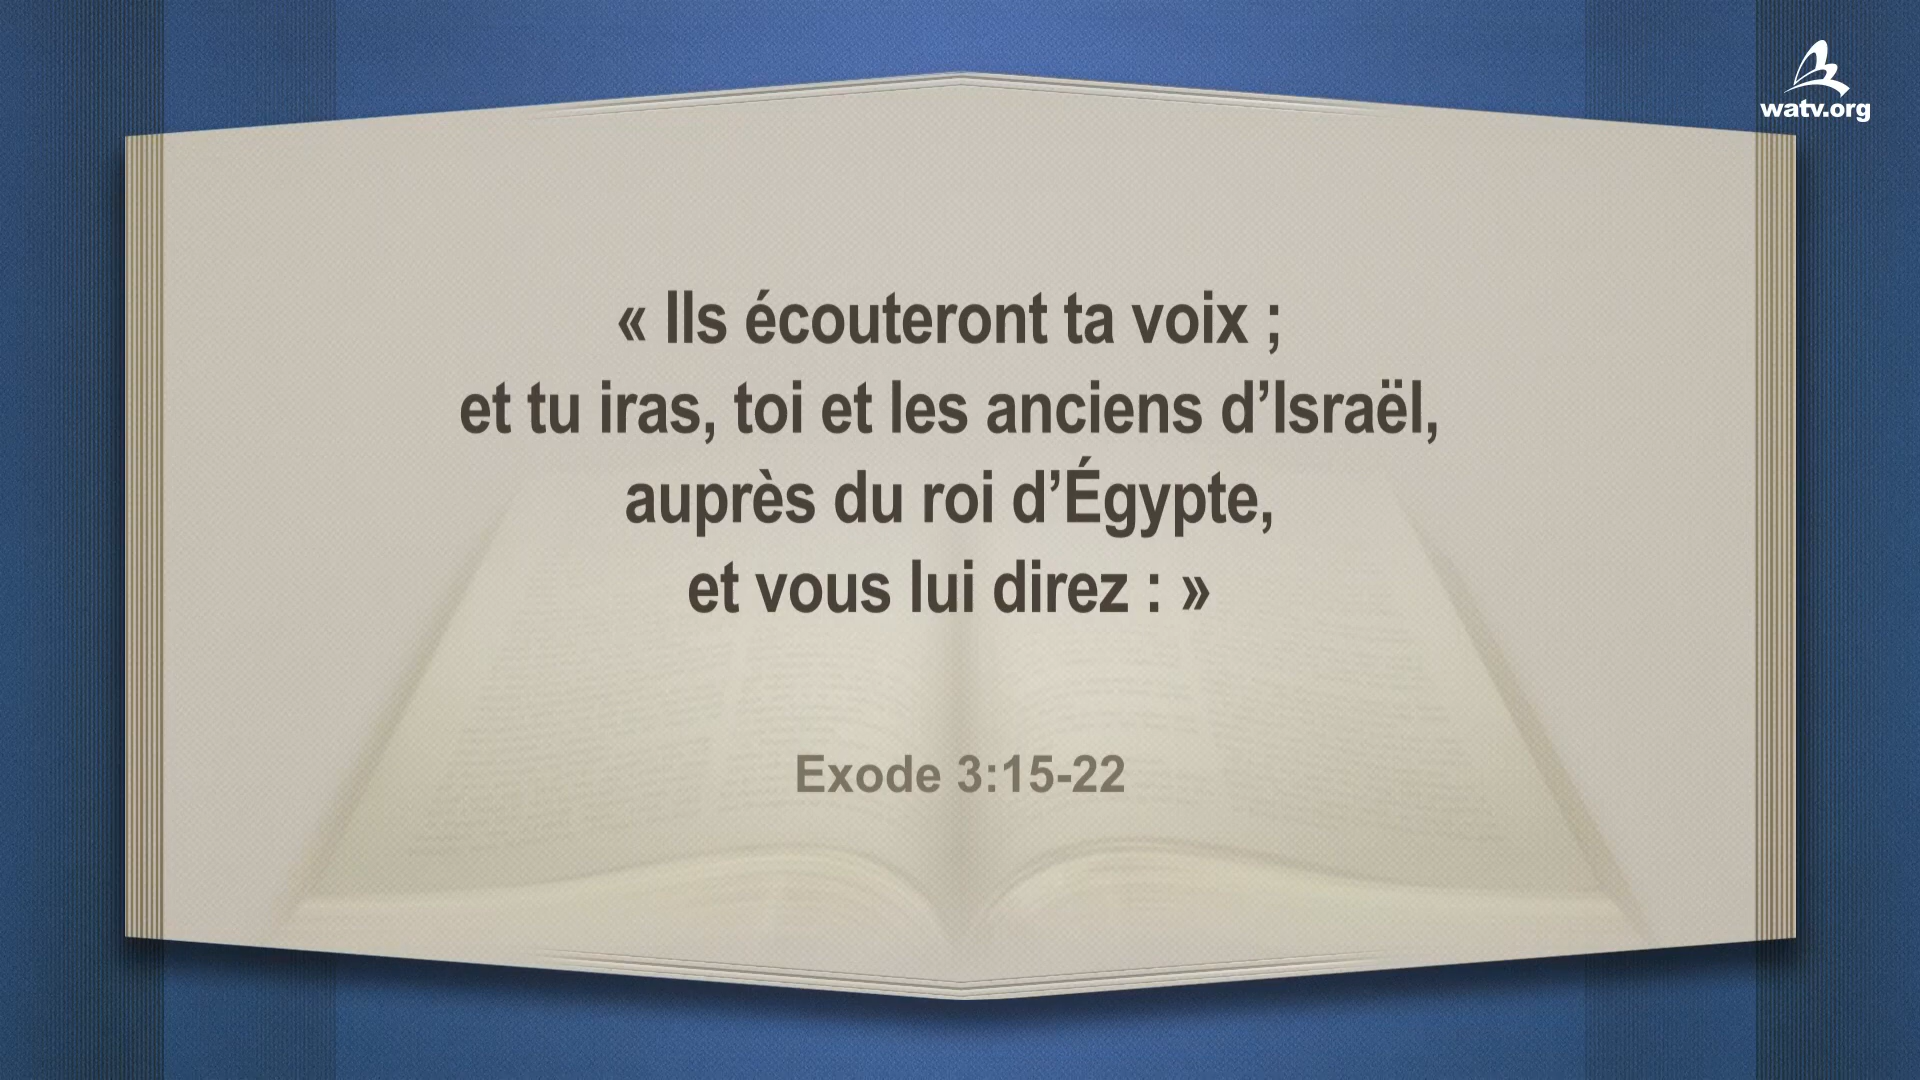 watv.org
« Ils écouteront ta voix ;
et tu iras, toi et les anciens d’Israël,
auprès du roi d’Égypte,
et vous lui direz : »
Exode 3:15-22